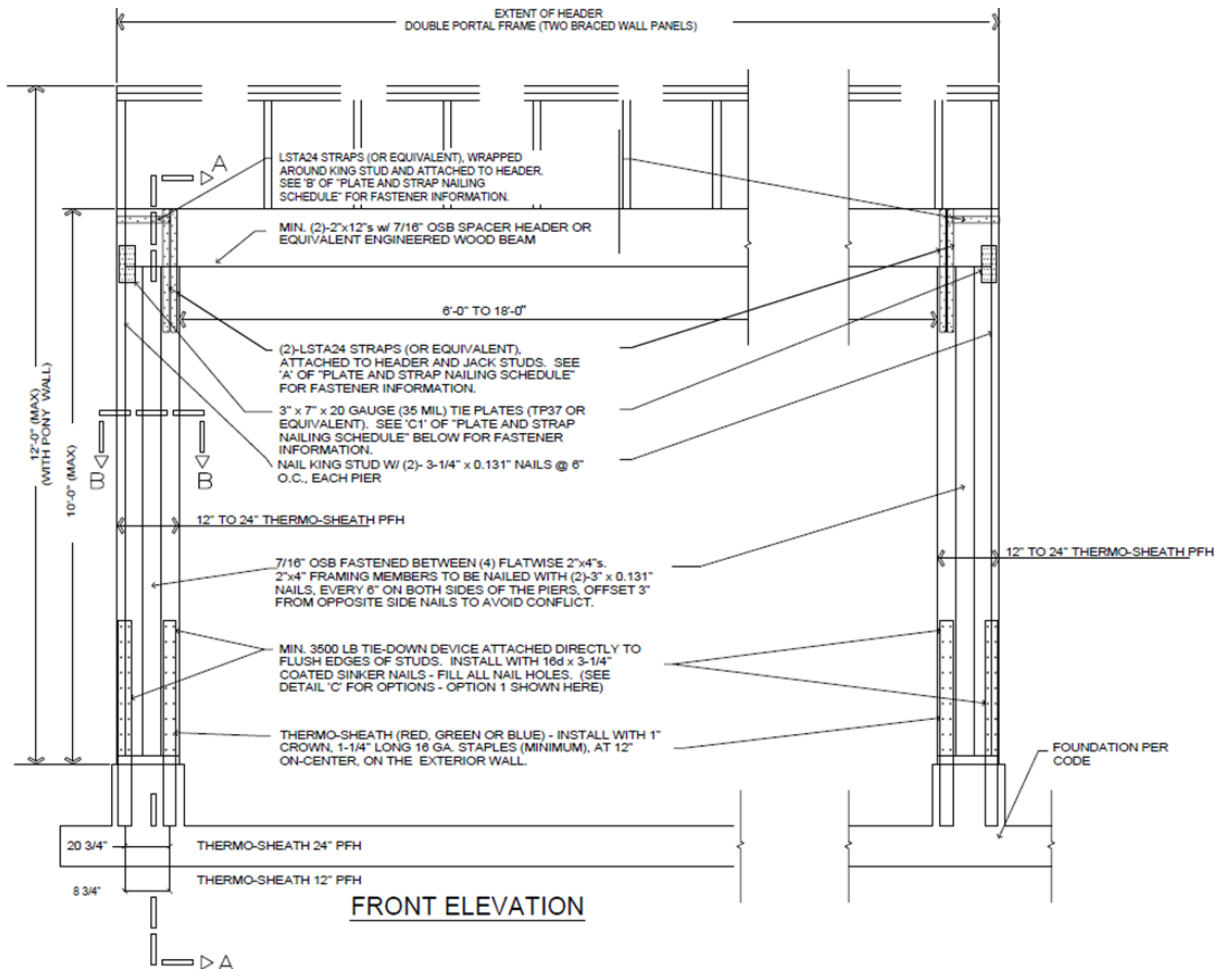 EXTENT OF HEADER
DOUBLE PORTAL FRAME (TWO BRACED WALL PANELS)
A
LSTA24 STRAPS (OR EQUIVALENT), WRAPPED
AROUND KING STUD AND ATTACHED TO HEADER.
SEE 'B' OF "PLATE AND STRAP NAILING
SCHEDULE" FOR FASTENER INFORMATION.
MIN. (2)-2"x12"s w/ 7/16" OSB SPACER HEADER OR
EQUIVALENT ENGINEERED WOOD BEAM
6'-0" TO 18'-0"
(2)-LSTA24 STRAPS (OR EQUIVALENT),
ATTACHED TO HEADER AND JACK STUDS. SEE
'A' OF "PLATE AND STRAP NAILING SCHEDULE"
FOR FASTENER INFORMATION.
12'-0" (MAX)
(WITH PONY WALL)
10'-0" (MAX)
3" x 7" x 20 GAUGE (35 MIL) TIE PLATES (TP37 OR
EQUIVALENT). SEE 'C1' OF "PLATE AND STRAP
NAILING SCHEDULE" BELOW FOR FASTENER
INFORMATION.
NAIL KING STUD W/ (2)- 3-1/4" x 0.131" NAILS @ 6"
O.C., EACH PIER
B
B
12" TO 24" THERMO-SHEATH PFH
12" TO 24" THERMO-SHEATH PFH
7/16" OSB FASTENED BETWEEN (4) FLATWISE 2"x4"s.
2"x4" FRAMING MEMBERS TO BE NAILED WITH (2)-3" x 0.131"
NAILS, EVERY 6" ON BOTH SIDES OF THE PIERS, OFFSET 3"
FROM OPPOSITE SIDE NAILS TO AVOID CONFLICT.
MIN. 3500 LB TIE-DOWN DEVICE ATTACHED DIRECTLY TO
FLUSH EDGES OF STUDS. INSTALL WITH 16d x 3-1/4"
COATED SINKER NAILS - FILL ALL NAIL HOLES. (SEE
DETAIL 'C' FOR OPTIONS - OPTION 1 SHOWN HERE)
THERMO-SHEATH (RED, GREEN OR BLUE) - INSTALL WITH 1"
CROWN, 1-1/4" LONG 16 GA. STAPLES (MINIMUM), AT 12"
ON-CENTER, ON THE EXTERIOR WALL.
FOUNDATION PER
CODE
20 3/4"
THERMO-SHEATH 24" PFH
8 3/4"
THERMO-SHEATH 12" PFH
FRONT ELEVATION
A